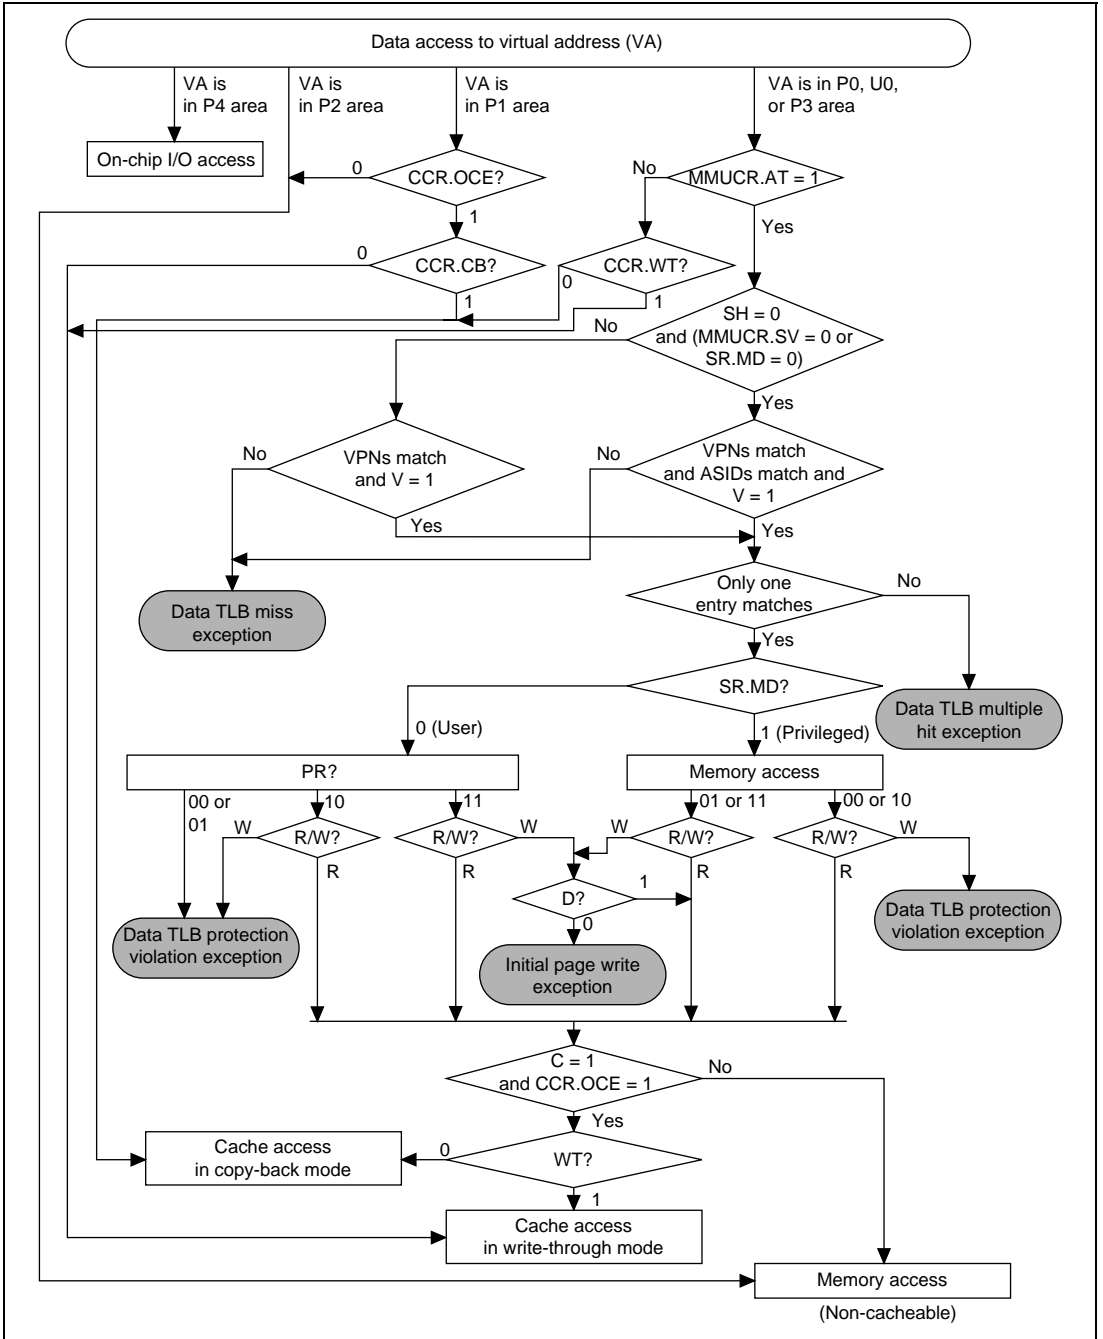 Data access to virtual address (VA)
VA is
in P4 area
VA is
in P2 area
VA is
in P1 area
VA is in P0, U0,
or P3 area
On-chip I/O access
0
CCR.OCE?
No
MMUCR.AT = 1
1
Yes
0
CCR.CB?
CCR.WT?
0
1
1
SH = 0
and (MMUCR.SV = 0 or
SR.MD = 0)
No
Yes
No
VPNs match
and V = 1
No
VPNs match
and ASIDs match and
V = 1
Yes
Yes
Only one
entry matches
No
Data TLB miss
exception
Yes
SR.MD?
0 (User)
1 (Privileged)
Data TLB multiple
hit exception
PR?
Memory access
00 or
01
10
11
01 or 11
00 or 10
W
R/W?
R/W?
W
W
R/W?
R/W?
W
R
R
R
R
D?
1
0
Data TLB protection
violation exception
Initial page write
exception
Data TLB protection
violation exception
C = 1
and CCR.OCE = 1
No
Yes
Cache access
in copy-back mode
0
WT?
1
Cache access
in write-through mode
Memory access
(Non-cacheable)